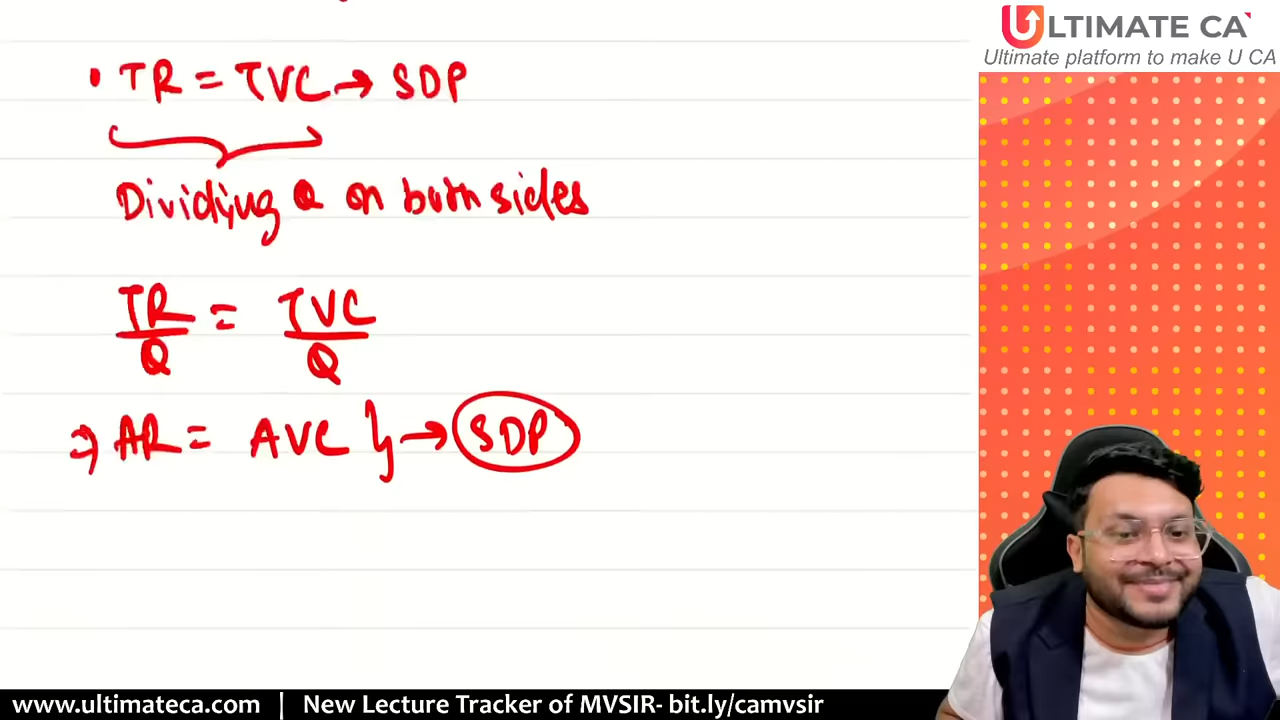 ULTIMATE CA
Ultimate platform to make U CA
• TR = TVC → SDP
Dividing Q on both sides
TR/Q = TVC/Q
⇒ AR = AVC } → SDP
www.ultimateca.com | New Lecture Tracker of MVSIR- bit.ly/camvsir